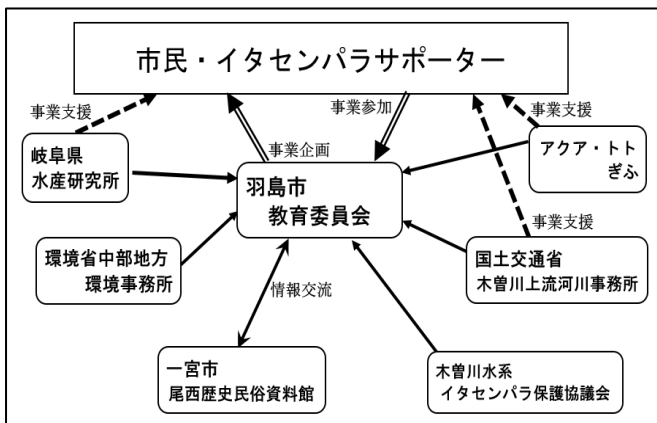 市民・イタセンパラサポーター
事業支援
事業参加
事業支援
岐阜県
水産研究所
事業企画
アクア・トト
ぎふ
羽島市
教育委員会
事業支援
環境省中部地方
環境事務所
国土交通省
木曽川上流河川事務所
情報交流
一宮市
尾西歴史民俗資料館
木曽川水系
イタセンパラ保護協議会